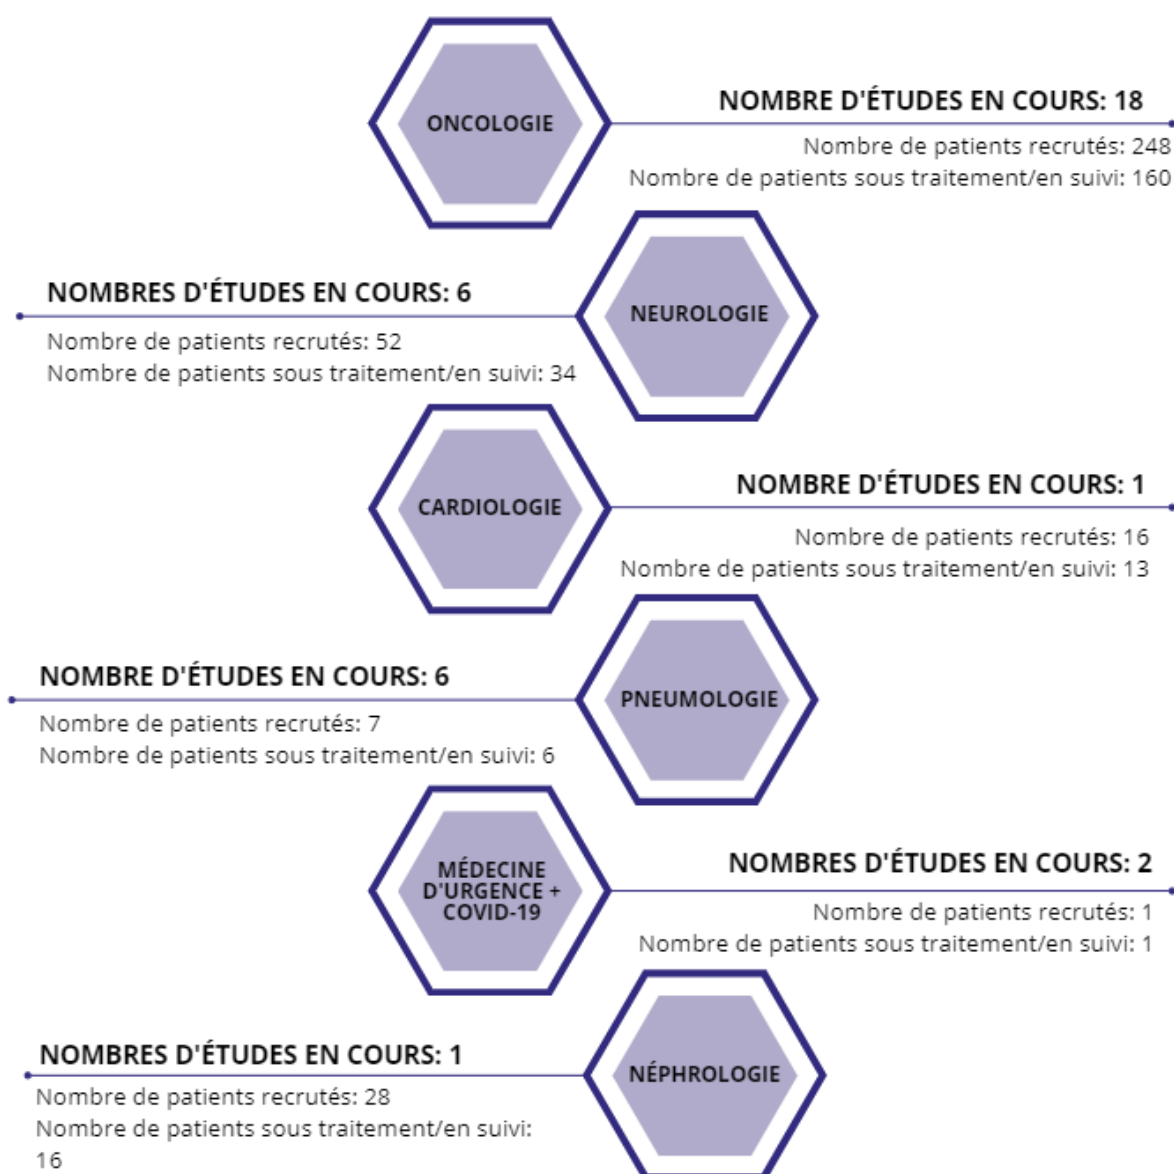 ONCOLOGIE
NOMBRE D'ÉTUDES EN COURS: 18
Nombre de patients recrutés: 248
Nombre de patients sous traitement/en suivi: 160
NOMBRES D'ÉTUDES EN COURS: 6
Nombre de patients recrutés: 52
Nombre de patients sous traitement/en suivi: 34
NEUROLOGIE
CARDIOLOGIE
NOMBRE D'ÉTUDES EN COURS: 1
Nombre de patients recrutés: 16
Nombre de patients sous traitement/en suivi: 13
NOMBRE D'ÉTUDES EN COURS: 6
Nombre de patients recrutés: 7
Nombre de patients sous traitement/en suivi: 6
PNEUMOLOGIE
MÉDECINE
D'URGENCE +
COVID-19
NOMBRES D'ÉTUDES EN COURS: 2
Nombre de patients recrutés: 1
Nombre de patients sous traitement/en suivi: 1
NOMBRES D'ÉTUDES EN COURS: 1
Nombre de patients recrutés: 28
Nombre de patients sous traitement/en suivi:
16
NÉPHROLOGIE